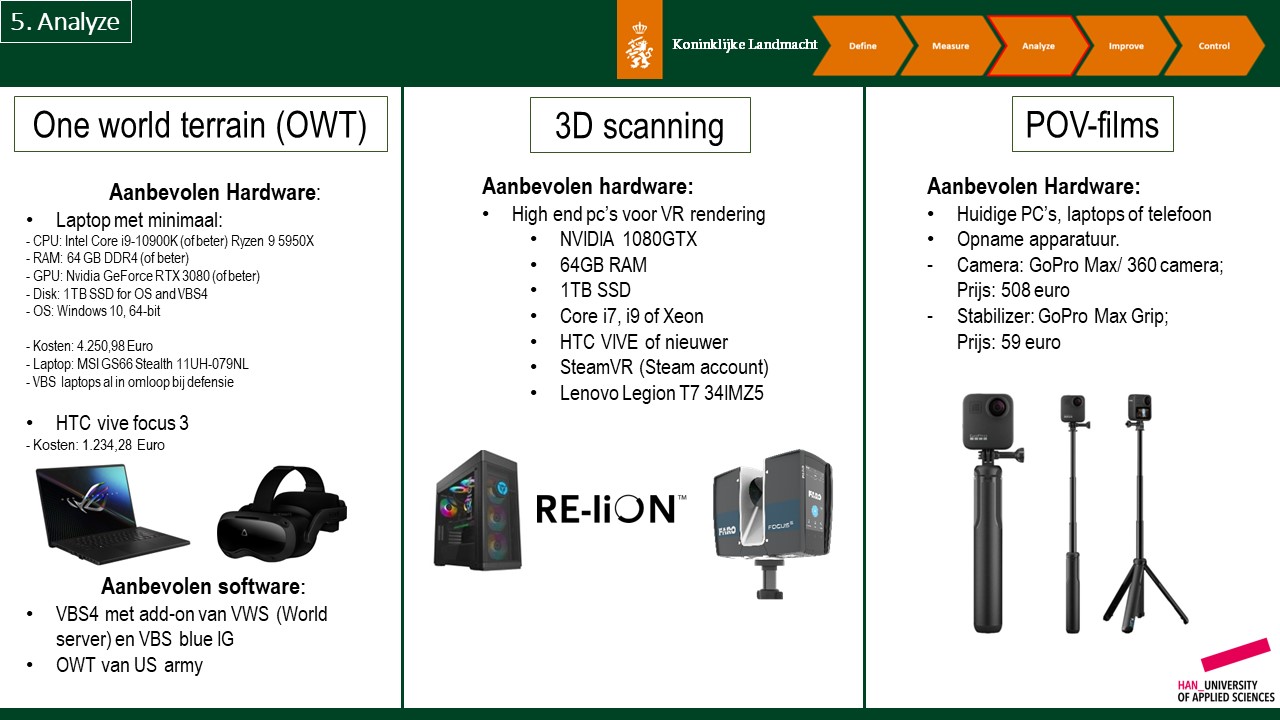 5. Analyze
Koninklijke Landmacht
Define
Measure
Analyze
Improve
Control
One world terrain (OWT)
Aanbevolen Hardware:
• Laptop met minimaal:
- CPU: Intel Core i9-10900K (of beter) Ryzen 9 5950X
- RAM: 64 GB DDR4 (of beter)
- GPU: Nvidia GeForce RTX 3080 (of beter)
- Disk: 1TB SSD for OS and VBS4
- OS: Windows 10, 64-bit
- Kosten: 4.250,98 Euro
- Laptop: MSI GS66 Stealth 11UH-079NL
- VBS laptops al in omloop bij defensie
• HTC vive focus 3
- Kosten: 1.234,28 Euro
Aanbevolen software:
• VBS4 met add-on van VWS (World
server) en VBS blue IG
• OWT van US army
3D scanning
Aanbevolen hardware:
• High end pc's voor VR rendering
• NVIDIA 1080GTX
• 64GB RAM
• 1TB SSD
• Core i7, i9 of Xeon
• HTC VIVE of nieuwer
• SteamVR (Steam account)
• Lenovo Legion T7 34IMZ5
RE-liON™
FARO
FOCUS S
FARO
POV-films
Aanbevolen Hardware:
• Huidige PC's, laptops of telefoon
• Opname apparatuur.
- Camera: GoPro Max/ 360 camera;
Prijs: 508 euro
- Stabilizer: GoPro Max Grip;
Prijs: 59 euro
GoPro
HAN_UNIVERSITY
OF APPLIED SCIENCES